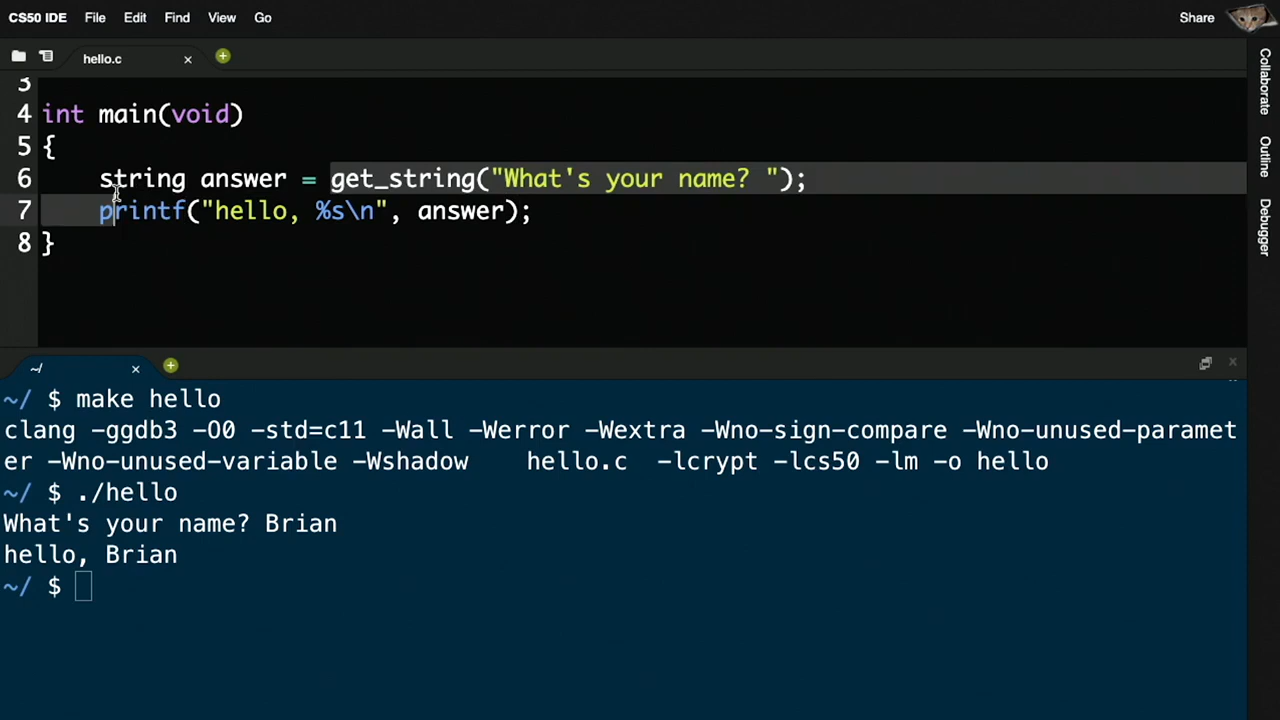 CS50 IDE File Edit Find View Go Share
hello.c
3
4 int main(void)
5 {
6     string answer = get_string("What's your name? ");
7     printf("hello, %s\n", answer);
8 }
Collaborate
Outline
Debugger
~/
~/ $ make hello
clang -ggdb3 -O0 -std=c11 -Wall -Werror -Wextra -Wno-sign-compare -Wno-unused-paramet
er -Wno-unused-variable -Wshadow    hello.c  -lcrypt -lcs50 -lm -o hello
~/ $ ./hello
What's your name? Brian
hello, Brian
~/ $